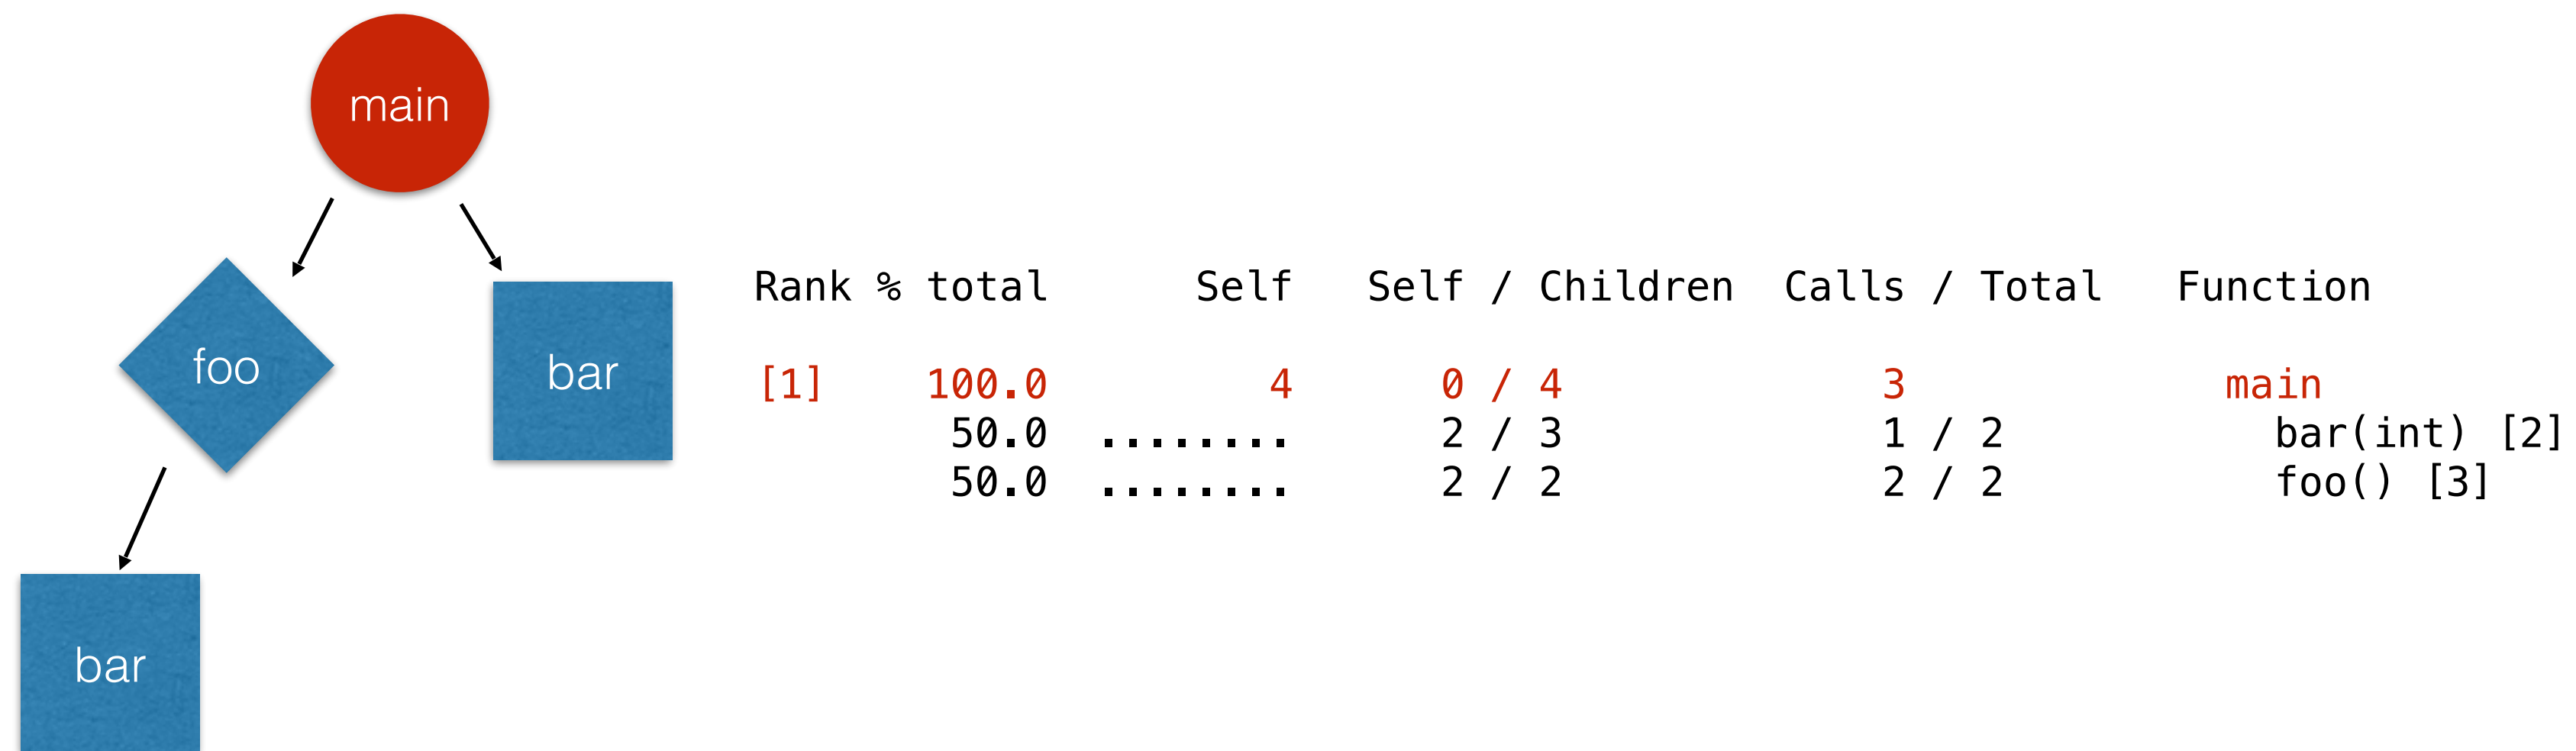 main
foo
bar
bar
Rank % total Self Self / Children Calls / Total Function
[1] 100.0 4 0 / 4 3 main
50.0 ........ 2 / 3 1 / 2 bar(int) [2]
50.0 ........ 2 / 2 2 / 2 foo() [3]